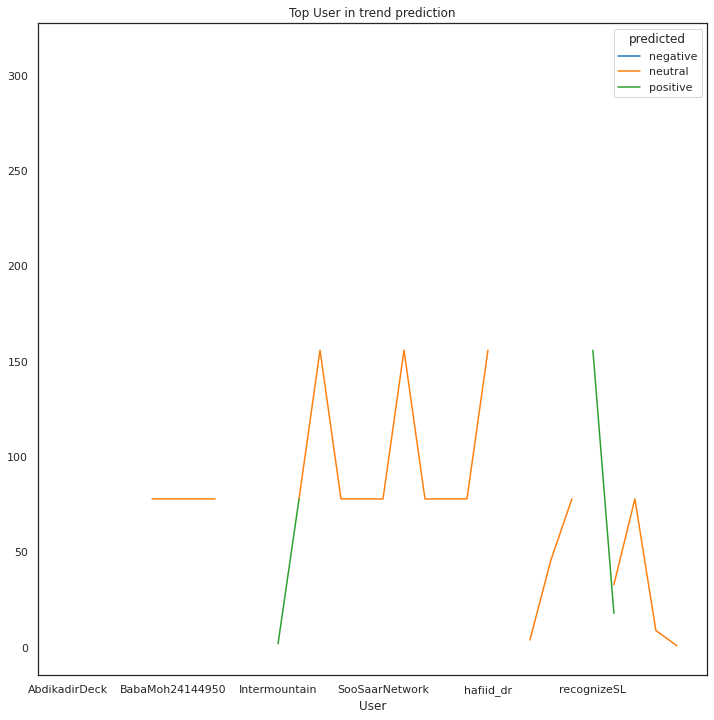 Top User in trend prediction
predicted
negative
neutral
positive
300
250
200
150
100
50
0
AbdikadirDeck BabaMoh24144950 Intermountain SooSaarNetwork hafiid_dr recognizeSL
User